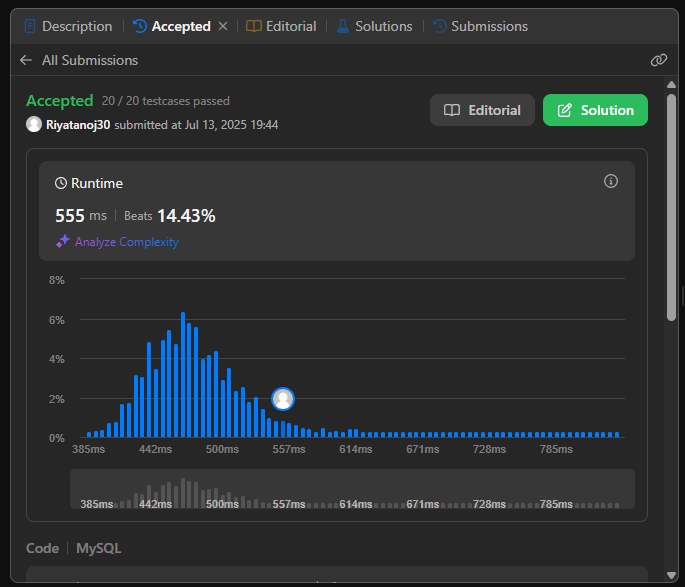 Description Accepted Editorial Solutions Submissions
All Submissions
Accepted 20 / 20 testcases passed
Riyatanoj30 submitted at Jul 13, 2025 19:44
Editorial Solution
Runtime
555 ms Beats 14.43%
Analyze Complexity
8%
6%
4%
2%
0%
385ms 442ms 500ms 557ms 614ms 671ms 728ms 785ms
385ms 442ms 500ms 557ms 614ms 671ms 728ms 785ms
Code MySQL